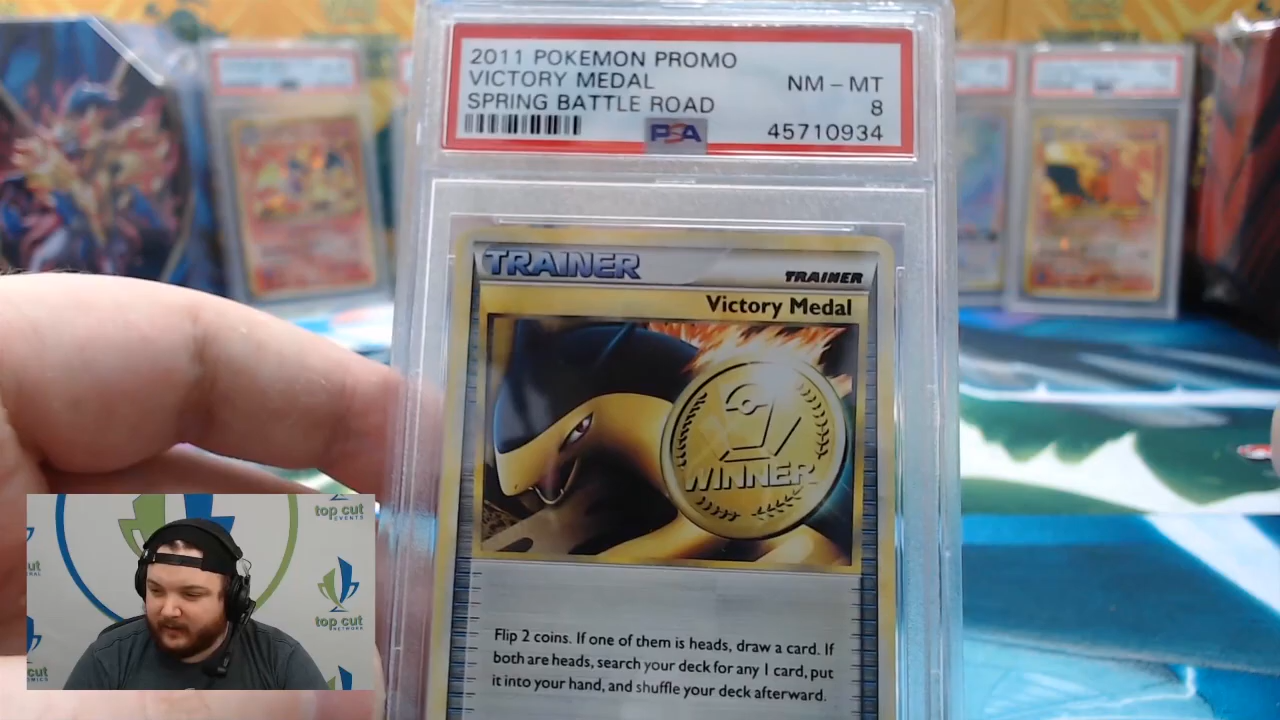 2011 POKEMON PROMO
VICTORY MEDAL
SPRING BATTLE ROAD
NM – MT
8
PSA
45710934
TRAINER
TRAINER
Victory Medal
WINNER
Flip 2 coins. If one of them is heads, draw a card. If
both are heads, search your deck for any 1 card, put
it into your hand, and shuffle your deck afterward.
top cut
EVENTS
top cut
NETWORK
cut